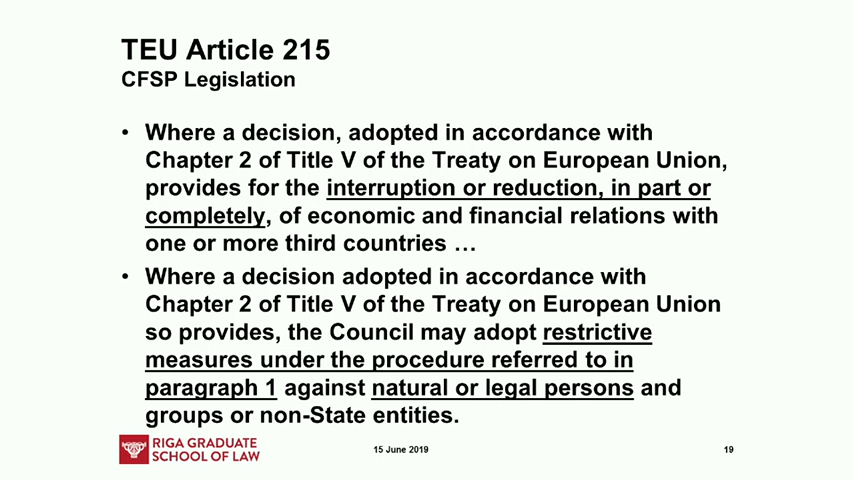 TEU Article 215
CFSP Legislation
• Where a decision, adopted in accordance with
Chapter 2 of Title V of the Treaty on European Union,
provides for the interruption or reduction, in part or
completely, of economic and financial relations with
one or more third countries …
• Where a decision adopted in accordance with
Chapter 2 of Title V of the Treaty on European Union
so provides, the Council may adopt restrictive
measures under the procedure referred to in
paragraph 1 against natural or legal persons and
groups or non-State entities.
RIGA GRADUATE
SCHOOL OF LAW
15 June 2019
19